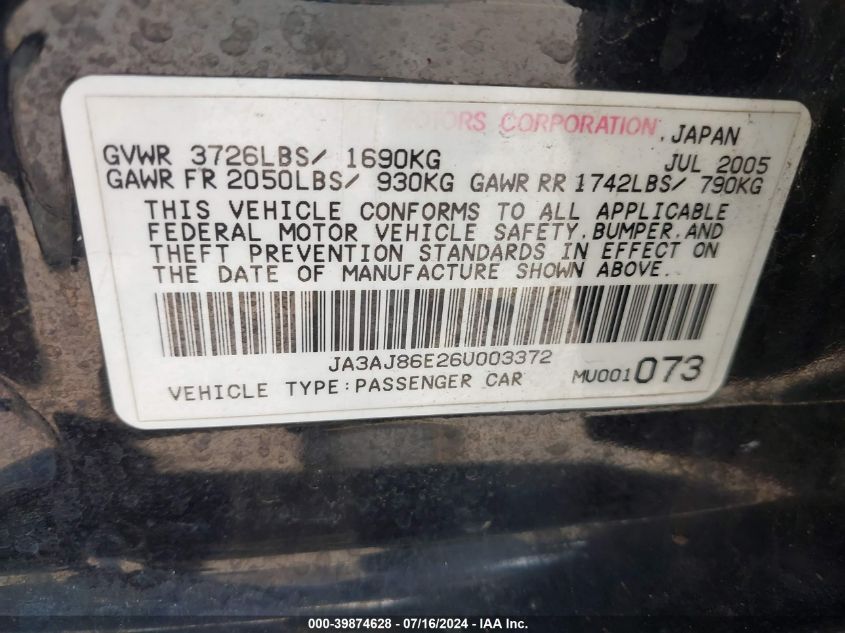 MOTORS CORPORATION, JAPAN
GVWR 3726LBS/ 1690KG JUL 2005
GAWR FR 2050LBS/ 930KG GAWR RR 1742LBS/ 790KG
THIS VEHICLE CONFORMS TO ALL APPLICABLE
FEDERAL MOTOR VEHICLE SAFETY, BUMPER, AND
THEFT PREVENTION STANDARDS IN EFFECT ON
THE DATE OF MANUFACTURE SHOWN ABOVE.
JA3AJ86E26U003372
VEHICLE TYPE:PASSENGER CAR MU001073
000-39874628 - 07/16/2024 - IAA Inc.